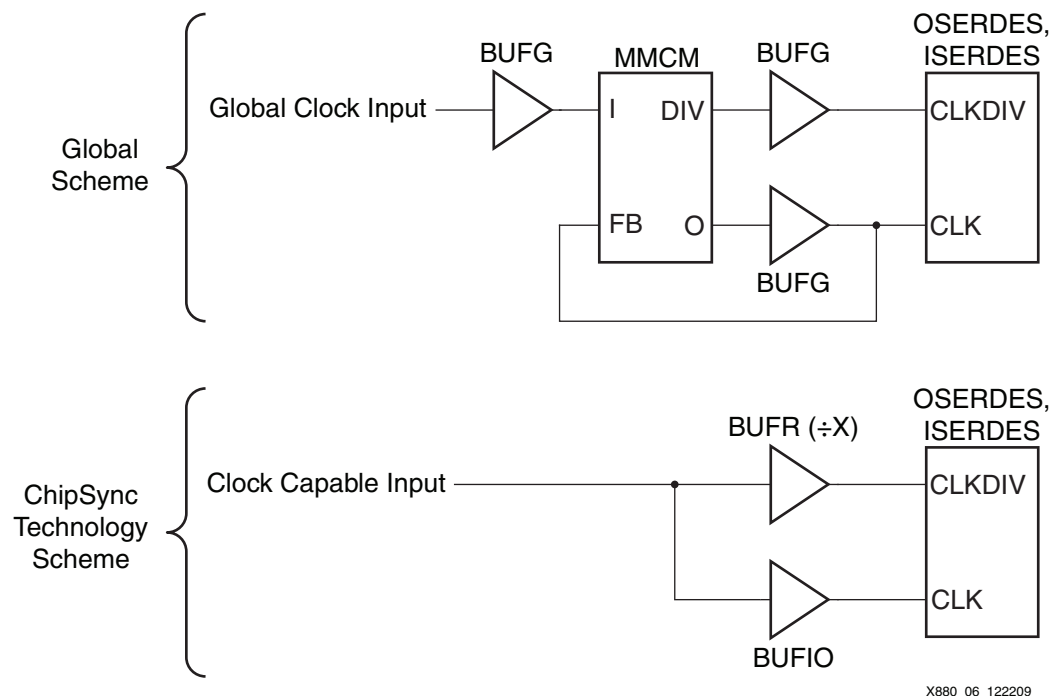 OSERDES,
ISERDES
BUFG
MMCM
BUFG
Global Clock Input
I
DIV
CLKDIV
Global
Scheme
FB
O
CLK
BUFG
OSERDES,
ISERDES
BUFR (÷X)
Clock Capable Input
CLKDIV
ChipSync
Technology
Scheme
CLK
BUFIO
X880_06_122209